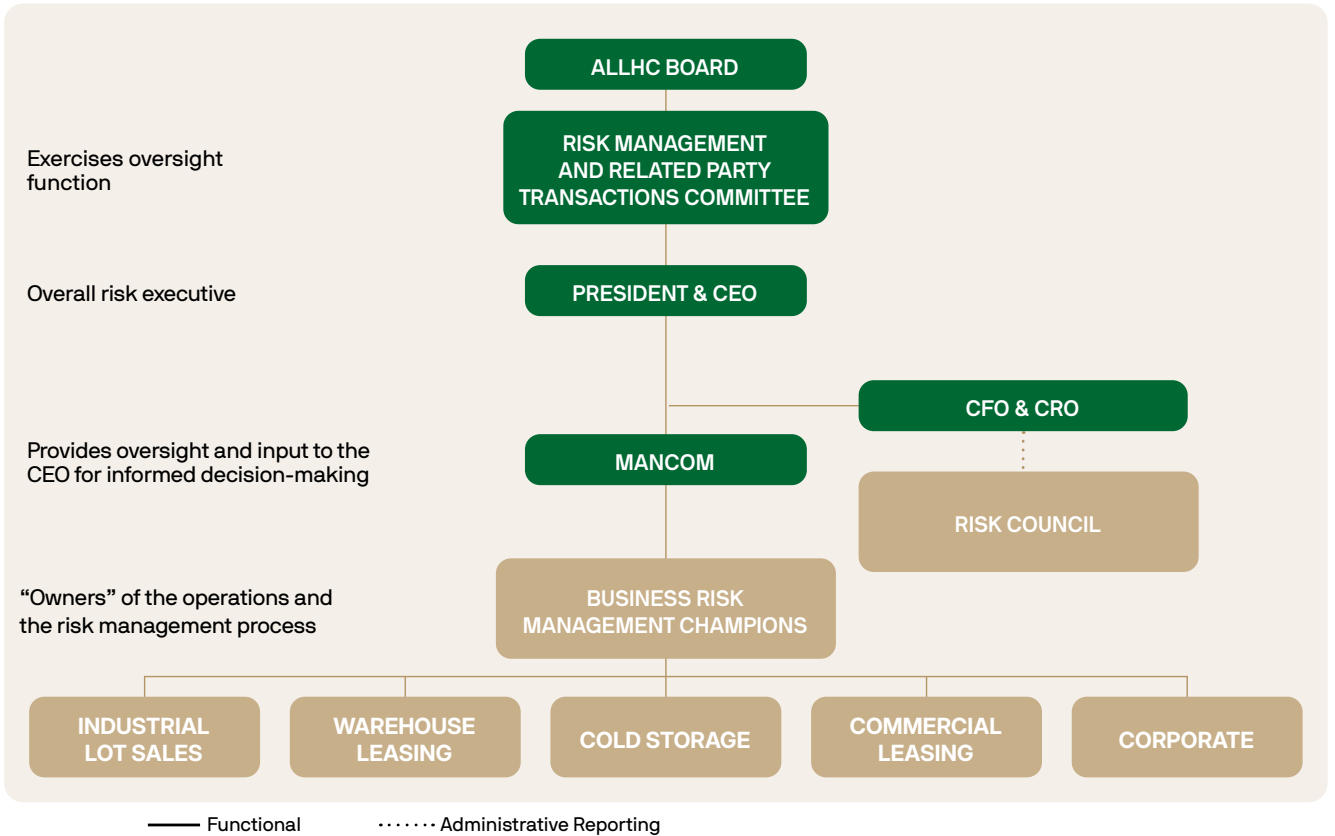 ALLHC BOARD
Exercises oversight
function
RISK MANAGEMENT
AND RELATED PARTY
TRANSACTIONS COMMITTEE
Overall risk executive
PRESIDENT & CEO
CFO & CRO
Provides oversight and input to the
CEO for informed decision-making
MANCOM
RISK COUNCIL
“Owners” of the operations and
the risk management process
BUSINESS RISK
MANAGEMENT CHAMPIONS
INDUSTRIAL
LOT SALES
WAREHOUSE
LEASING
COLD STORAGE
COMMERCIAL
LEASING
CORPORATE
Functional
Administrative Reporting